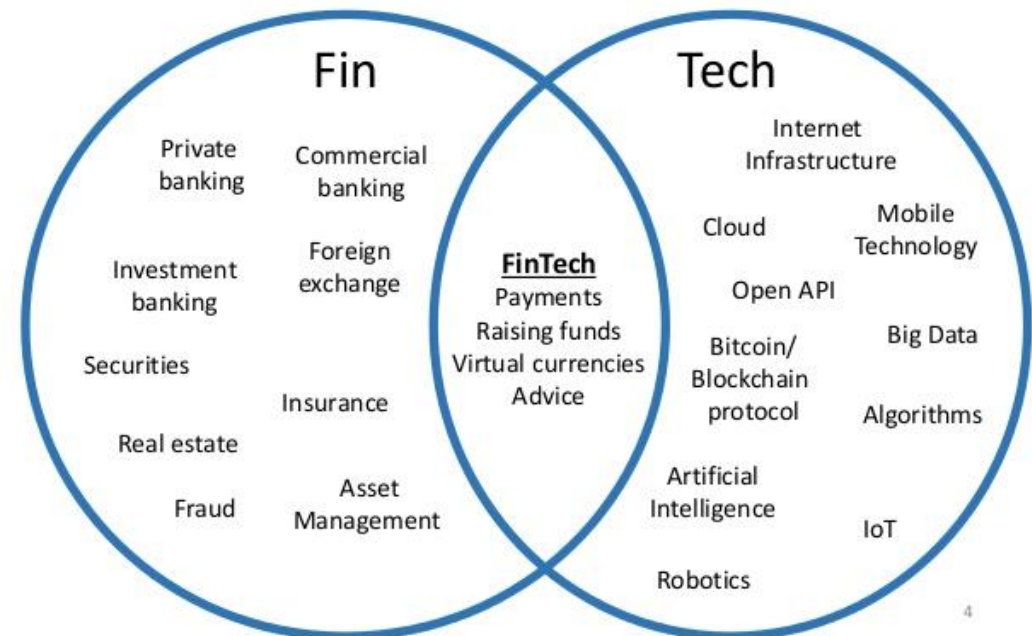 Fin
Private
banking
Commercial
banking
Investment
banking
Foreign
exchange
Securities
Insurance
Real estate
Fraud
Asset
Management
FinTech
Payments
Raising funds
Virtual currencies
Advice
Tech
Internet
Infrastructure
Cloud
Mobile
Technology
Open API
Big Data
Bitcoin/
Blockchain
protocol
Algorithms
Artificial
Intelligence
IoT
Robotics
4